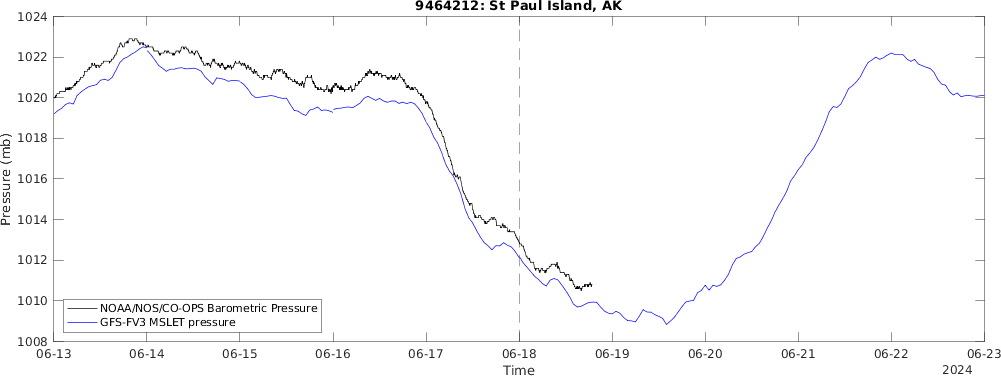 9464212: St Paul Island, AK
1024
1022
1020
1018
1016
1014
1012
1010
1008
Pressure (mb)
NOAA/NOS/CO-OPS Barometric Pressure
GFS-FV3 MSLET pressure
06-13 06-14 06-15 06-16 06-17 06-18 06-19 06-20 06-21 06-22 06-23
Time
2024